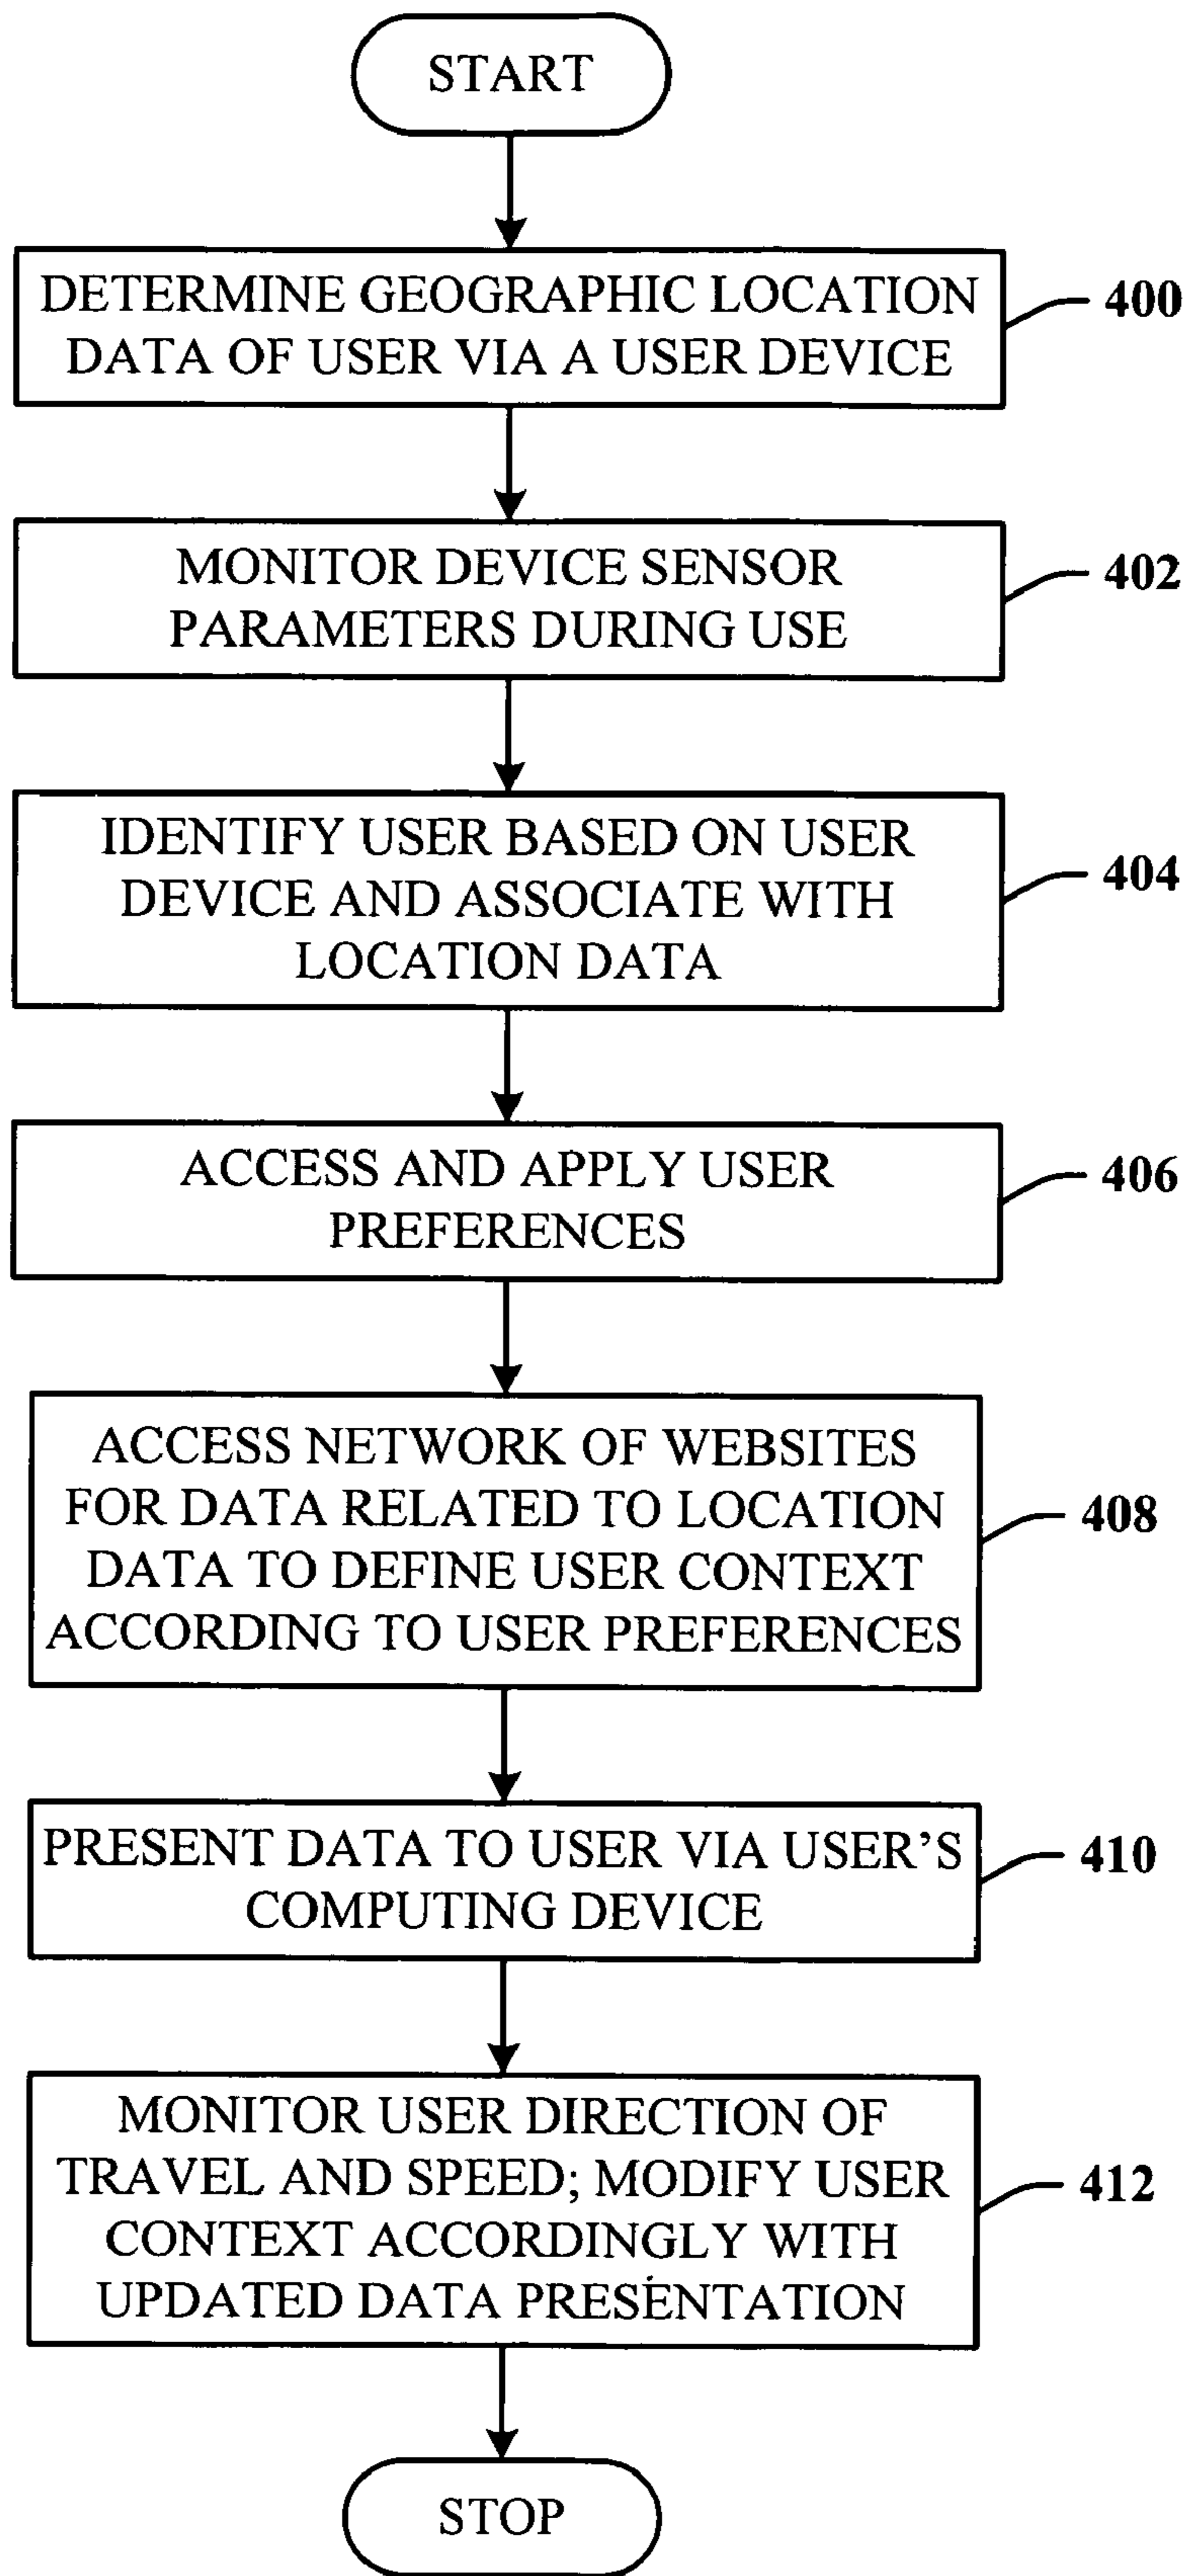 START
DETERMINE GEOGRAPHIC LOCATION
DATA OF USER VIA A USER DEVICE
400
MONITOR DEVICE SENSOR
PARAMETERS DURING USE
402
IDENTIFY USER BASED ON USER
DEVICE AND ASSOCIATE WITH
LOCATION DATA
404
ACCESS AND APPLY USER
PREFERENCES
406
ACCESS NETWORK OF WEBSITES
FOR DATA RELATED TO LOCATION
DATA TO DEFINE USER CONTEXT
ACCORDING TO USER PREFERENCES
408
PRESENT DATA TO USER VIA USER'S
COMPUTING DEVICE
410
MONITOR USER DIRECTION OF
TRAVEL AND SPEED; MODIFY USER
CONTEXT ACCORDINGLY WITH
UPDATED DATA PRESENTATION
412
STOP